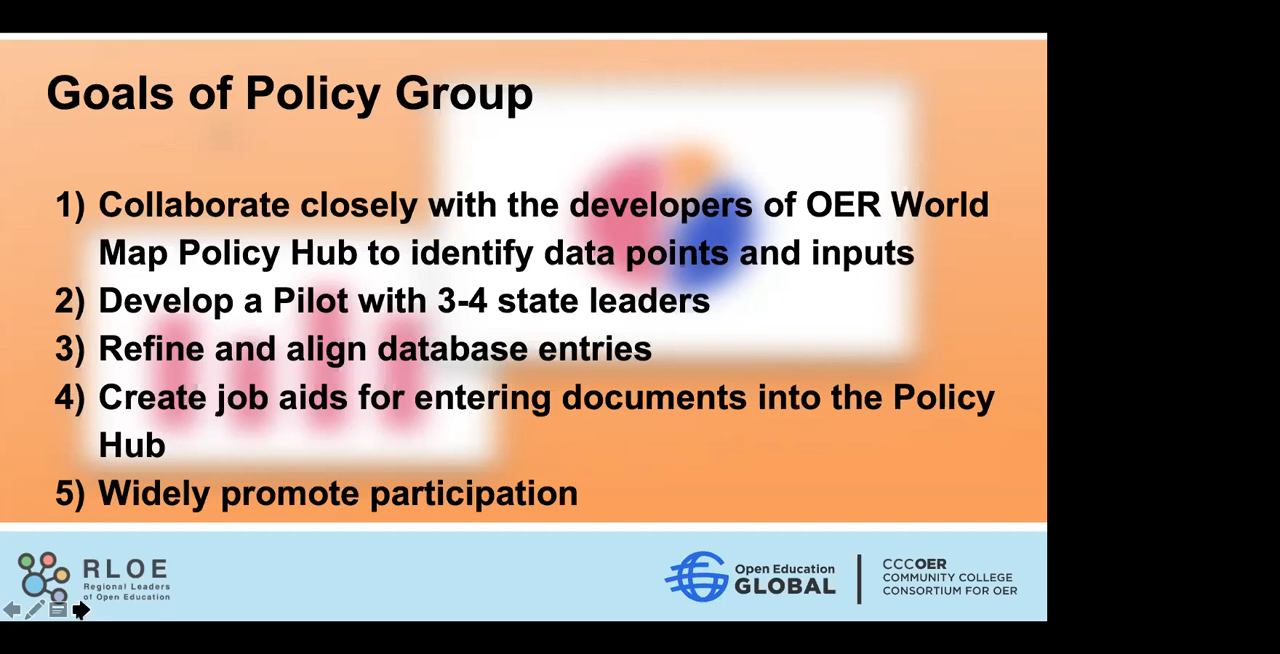 Goals of Policy Group
1) Collaborate closely with the developers of OER World
Map Policy Hub to identify data points and inputs
2) Develop a Pilot with 3-4 state leaders
3) Refine and align database entries
4) Create job aids for entering documents into the Policy
Hub
5) Widely promote participation
RLOE
Regional Leaders
of Open Education
Open Education
GLOBAL
CCCOER
COMMUNITY COLLEGE
CONSORTIUM FOR OER